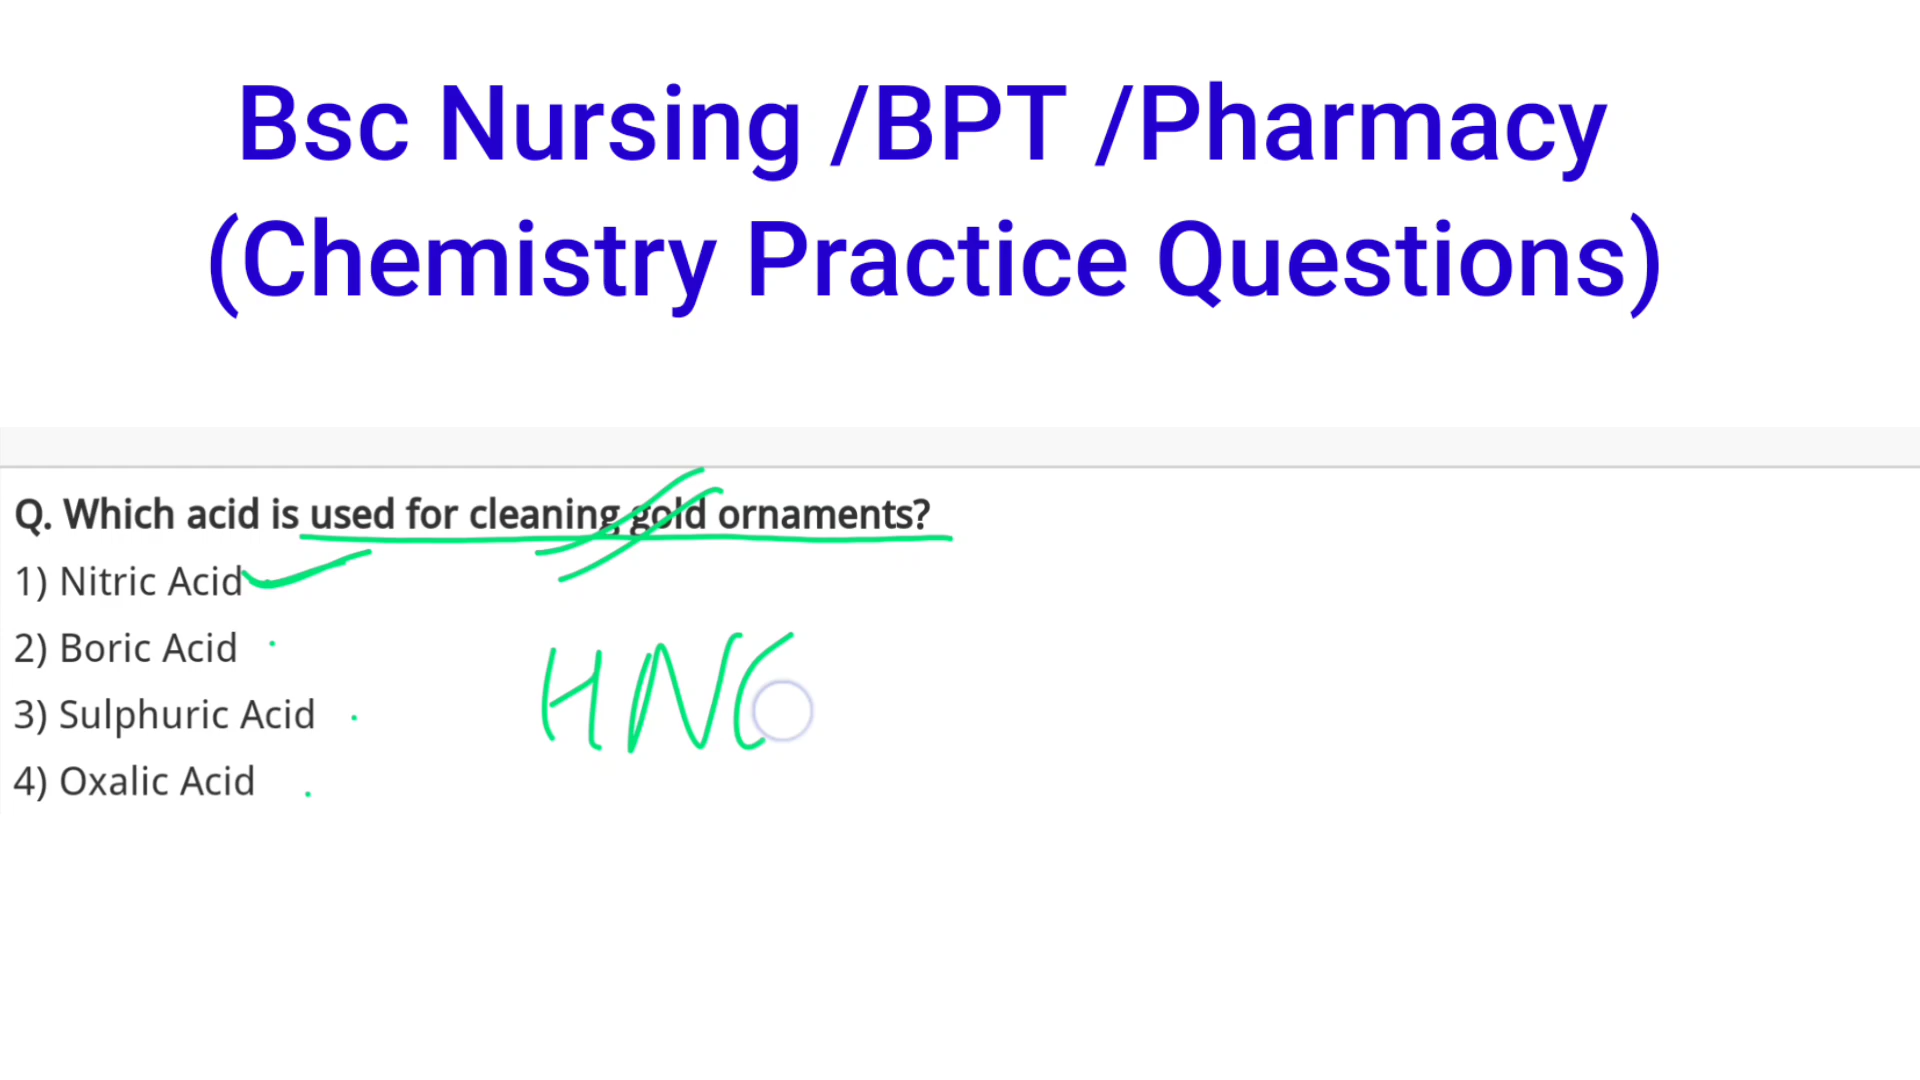 Bsc Nursing /BPT /Pharmacy
(Chemistry Practice Questions)
Q. Which acid is used for cleaning gold ornaments?
1) Nitric Acid
2) Boric Acid
3) Sulphuric Acid
4) Oxalic Acid
HN